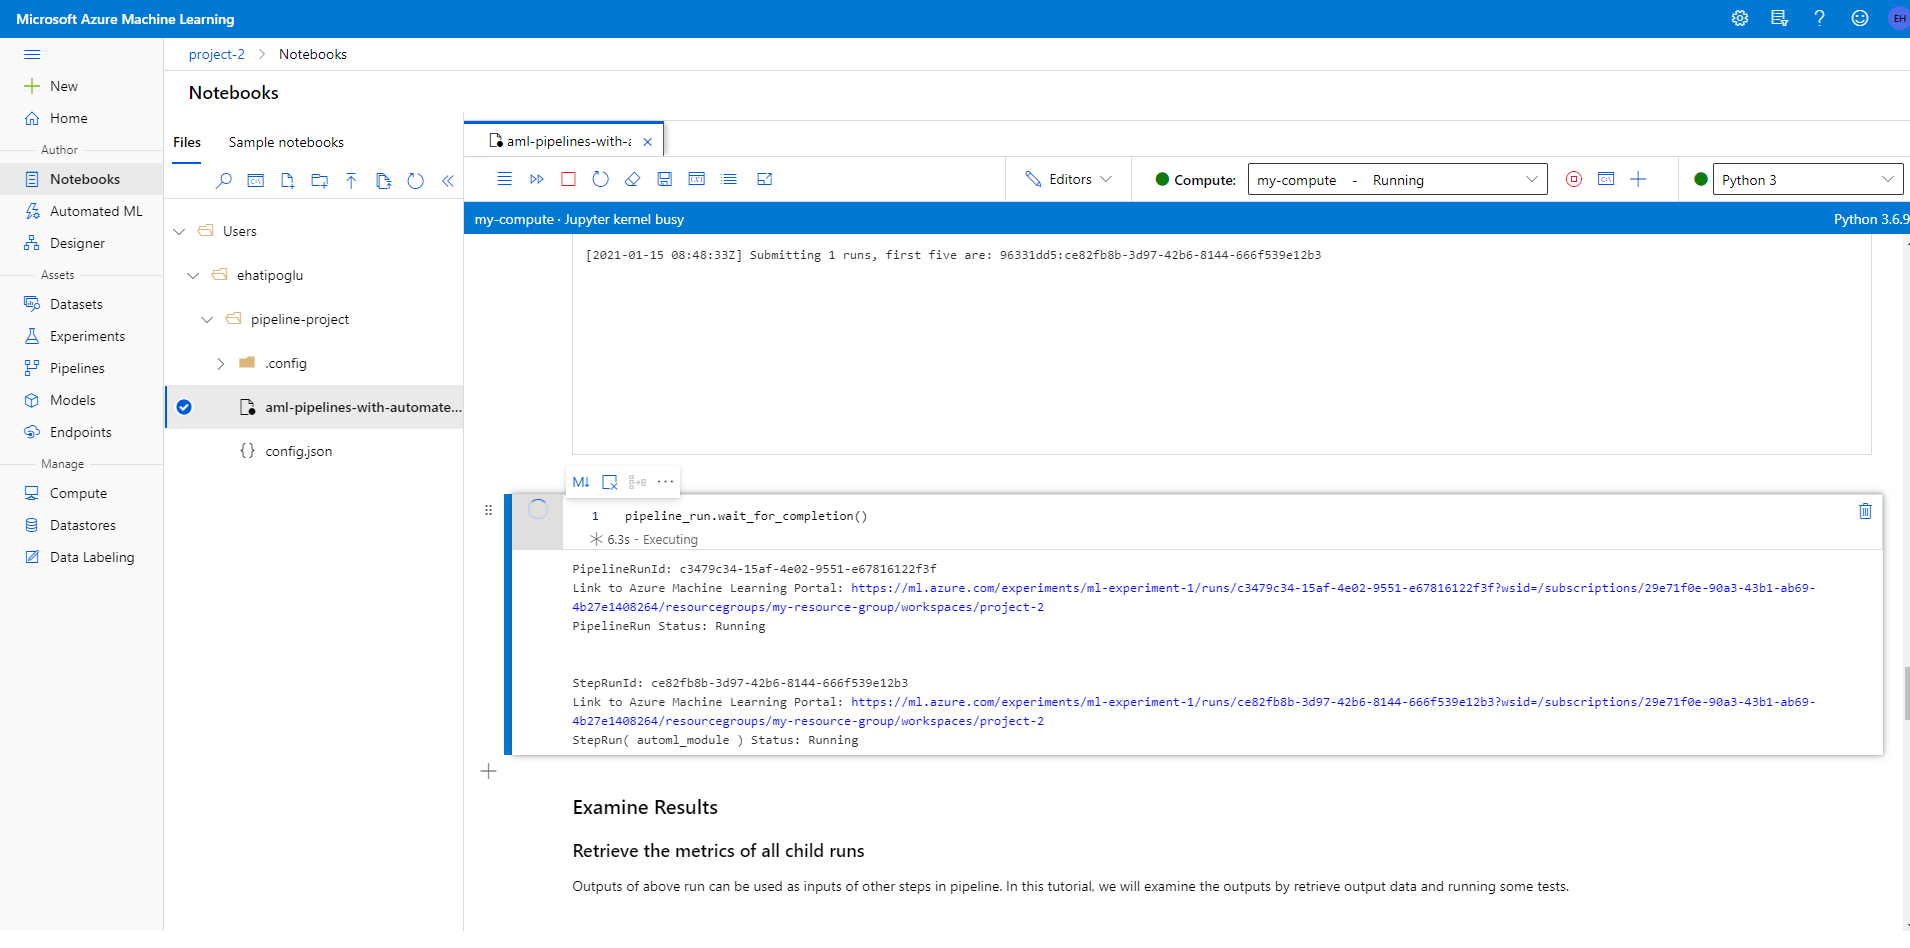 Microsoft Azure Machine Learning
EH
New
Home
Author
Notebooks
Automated ML
Designer
Assets
Datasets
Experiments
Pipelines
Models
Endpoints
Manage
Compute
Datastores
Data Labeling
project-2 > Notebooks
Notebooks
Files Sample notebooks
Users
ehatipoglu
pipeline-project
.config
aml-pipelines-with-automate...
{} config.json
aml-pipelines-with-a
Editors
Compute: my-compute - Running
Python 3
my-compute · Jupyter kernel busy
Python 3.6.9
[2021-01-15 08:48:33Z] Submitting 1 runs, first five are: 96331dd5:ce82fb8b-3d97-42b6-8144-666f539e12b3
M↓ ···
1 pipeline_run.wait_for_completion()
6.3s - Executing
PipelineRunId: c3479c34-15af-4e02-9551-e67816122f3f
Link to Azure Machine Learning Portal: https://ml.azure.com/experiments/ml-experiment-1/runs/c3479c34-15af-4e02-9551-e67816122f3f?wsid=/subscriptions/29e71f0e-90a3-43b1-ab69-
4b27e1408264/resourcegroups/my-resource-group/workspaces/project-2
PipelineRun Status: Running
StepRunId: ce82fb8b-3d97-42b6-8144-666f539e12b3
Link to Azure Machine Learning Portal: https://ml.azure.com/experiments/ml-experiment-1/runs/ce82fb8b-3d97-42b6-8144-666f539e12b3?wsid=/subscriptions/29e71f0e-90a3-43b1-ab69-
4b27e1408264/resourcegroups/my-resource-group/workspaces/project-2
StepRun( automl_module ) Status: Running
Examine Results
Retrieve the metrics of all child runs
Outputs of above run can be used as inputs of other steps in pipeline. In this tutorial, we will examine the outputs by retrieve output data and running some tests.